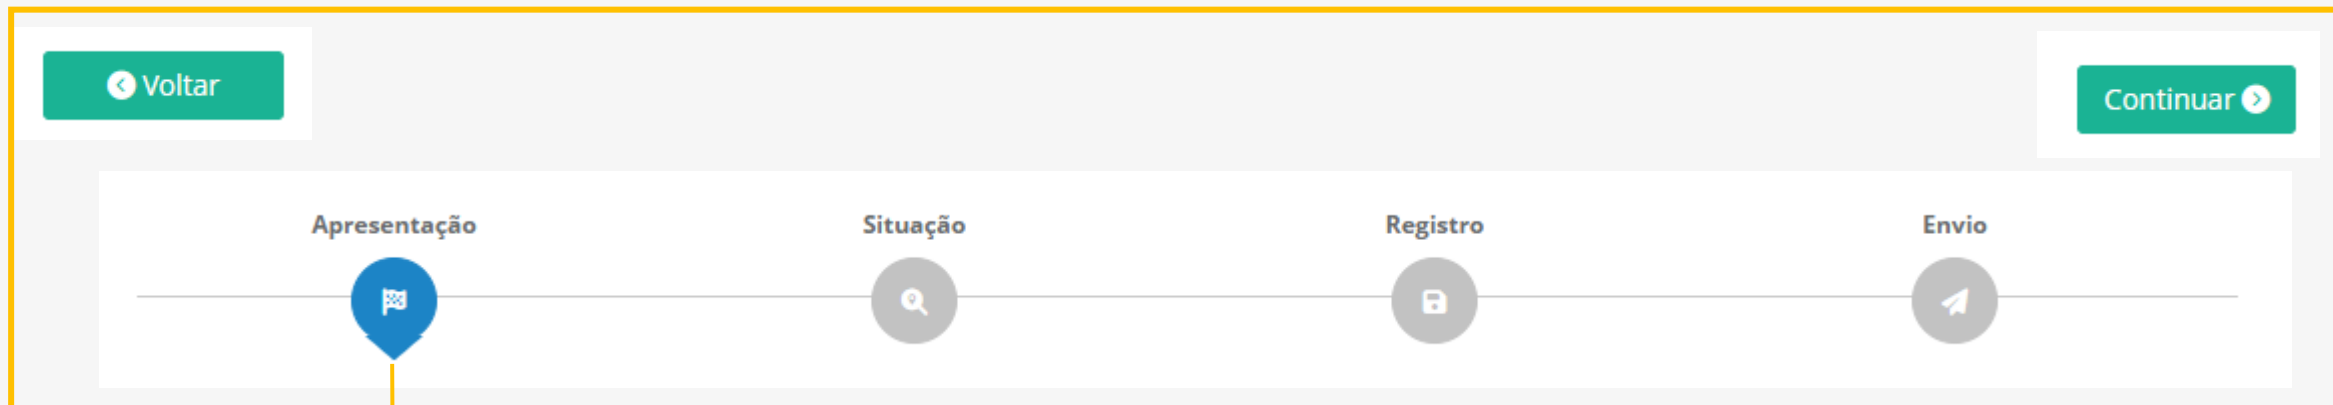 Voltar
Continuar
Apresentação
Situação
Registro
Envio